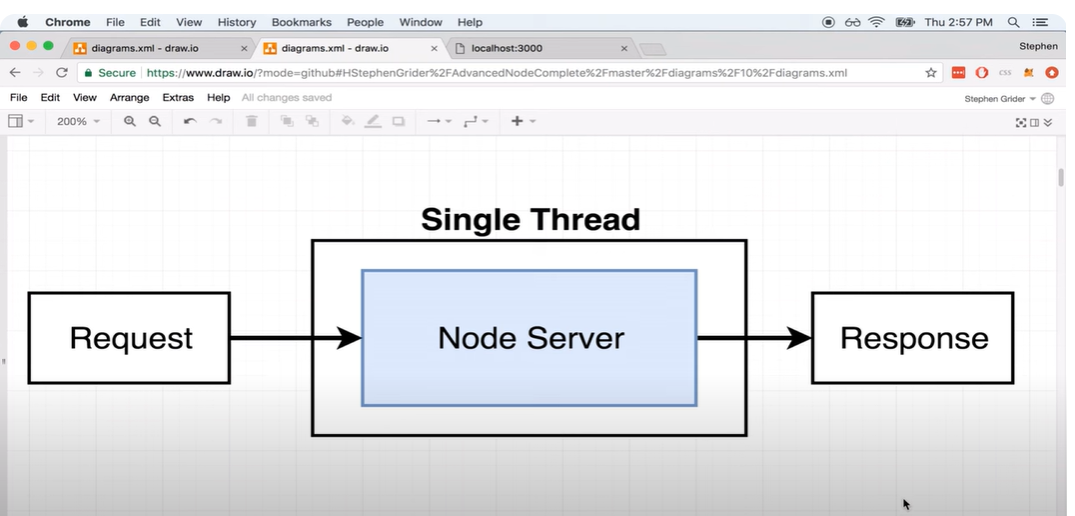 Chrome File Edit View History Bookmarks People Window Help Thu 2:57 PM
diagrams.xml - draw.io diagrams.xml - draw.io localhost:3000 Stephen
Secure https://www.draw.io/?mode=github#HStephenGrider%2FAdvancedNodeComplete%2Fmaster%2Fdiagrams%2F10%2Fdiagrams.xml css
File Edit View Arrange Extras Help All changes saved Stephen Grider
200%
Single Thread
Request Node Server Response